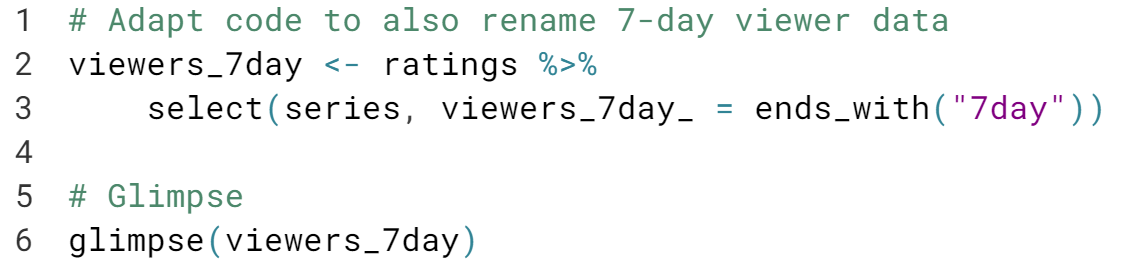 1 # Adapt code to also rename 7-day viewer data
2 viewers_7day <- ratings %>%
3     select(series, viewers_7day_ = ends_with("7day"))
4
5 # Glimpse
6 glimpse(viewers_7day)